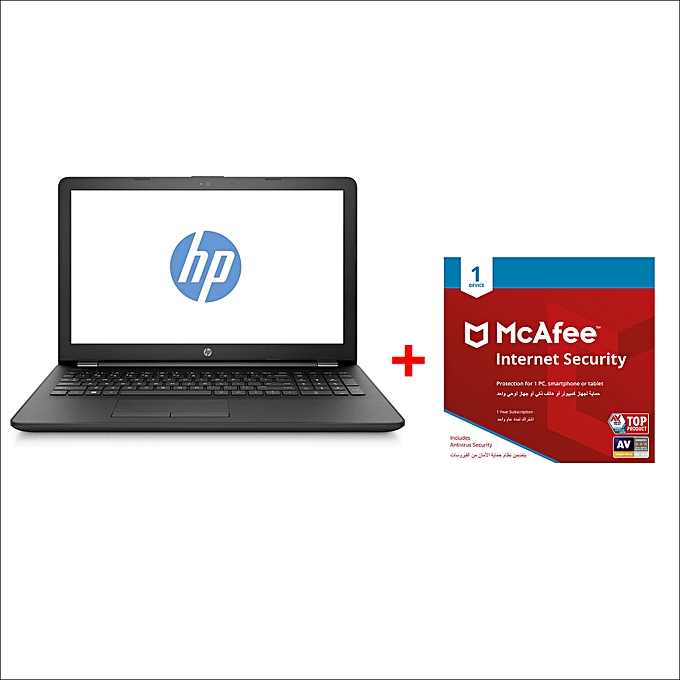 hp
hp
+
1
DEVICE
McAfee™
Internet Security
Protection for 1 PC, smartphone or tablet
حماية لجهاز كمبيوتر أو هاتف ذكي أو جهاز لوحي واحد
1 Year Subscription
اشتراك لمدة عام واحد
Includes
Antivirus Security
يتضمن نظام حماية الأمان من الفيروسات
TOP
PRODUCT
AV